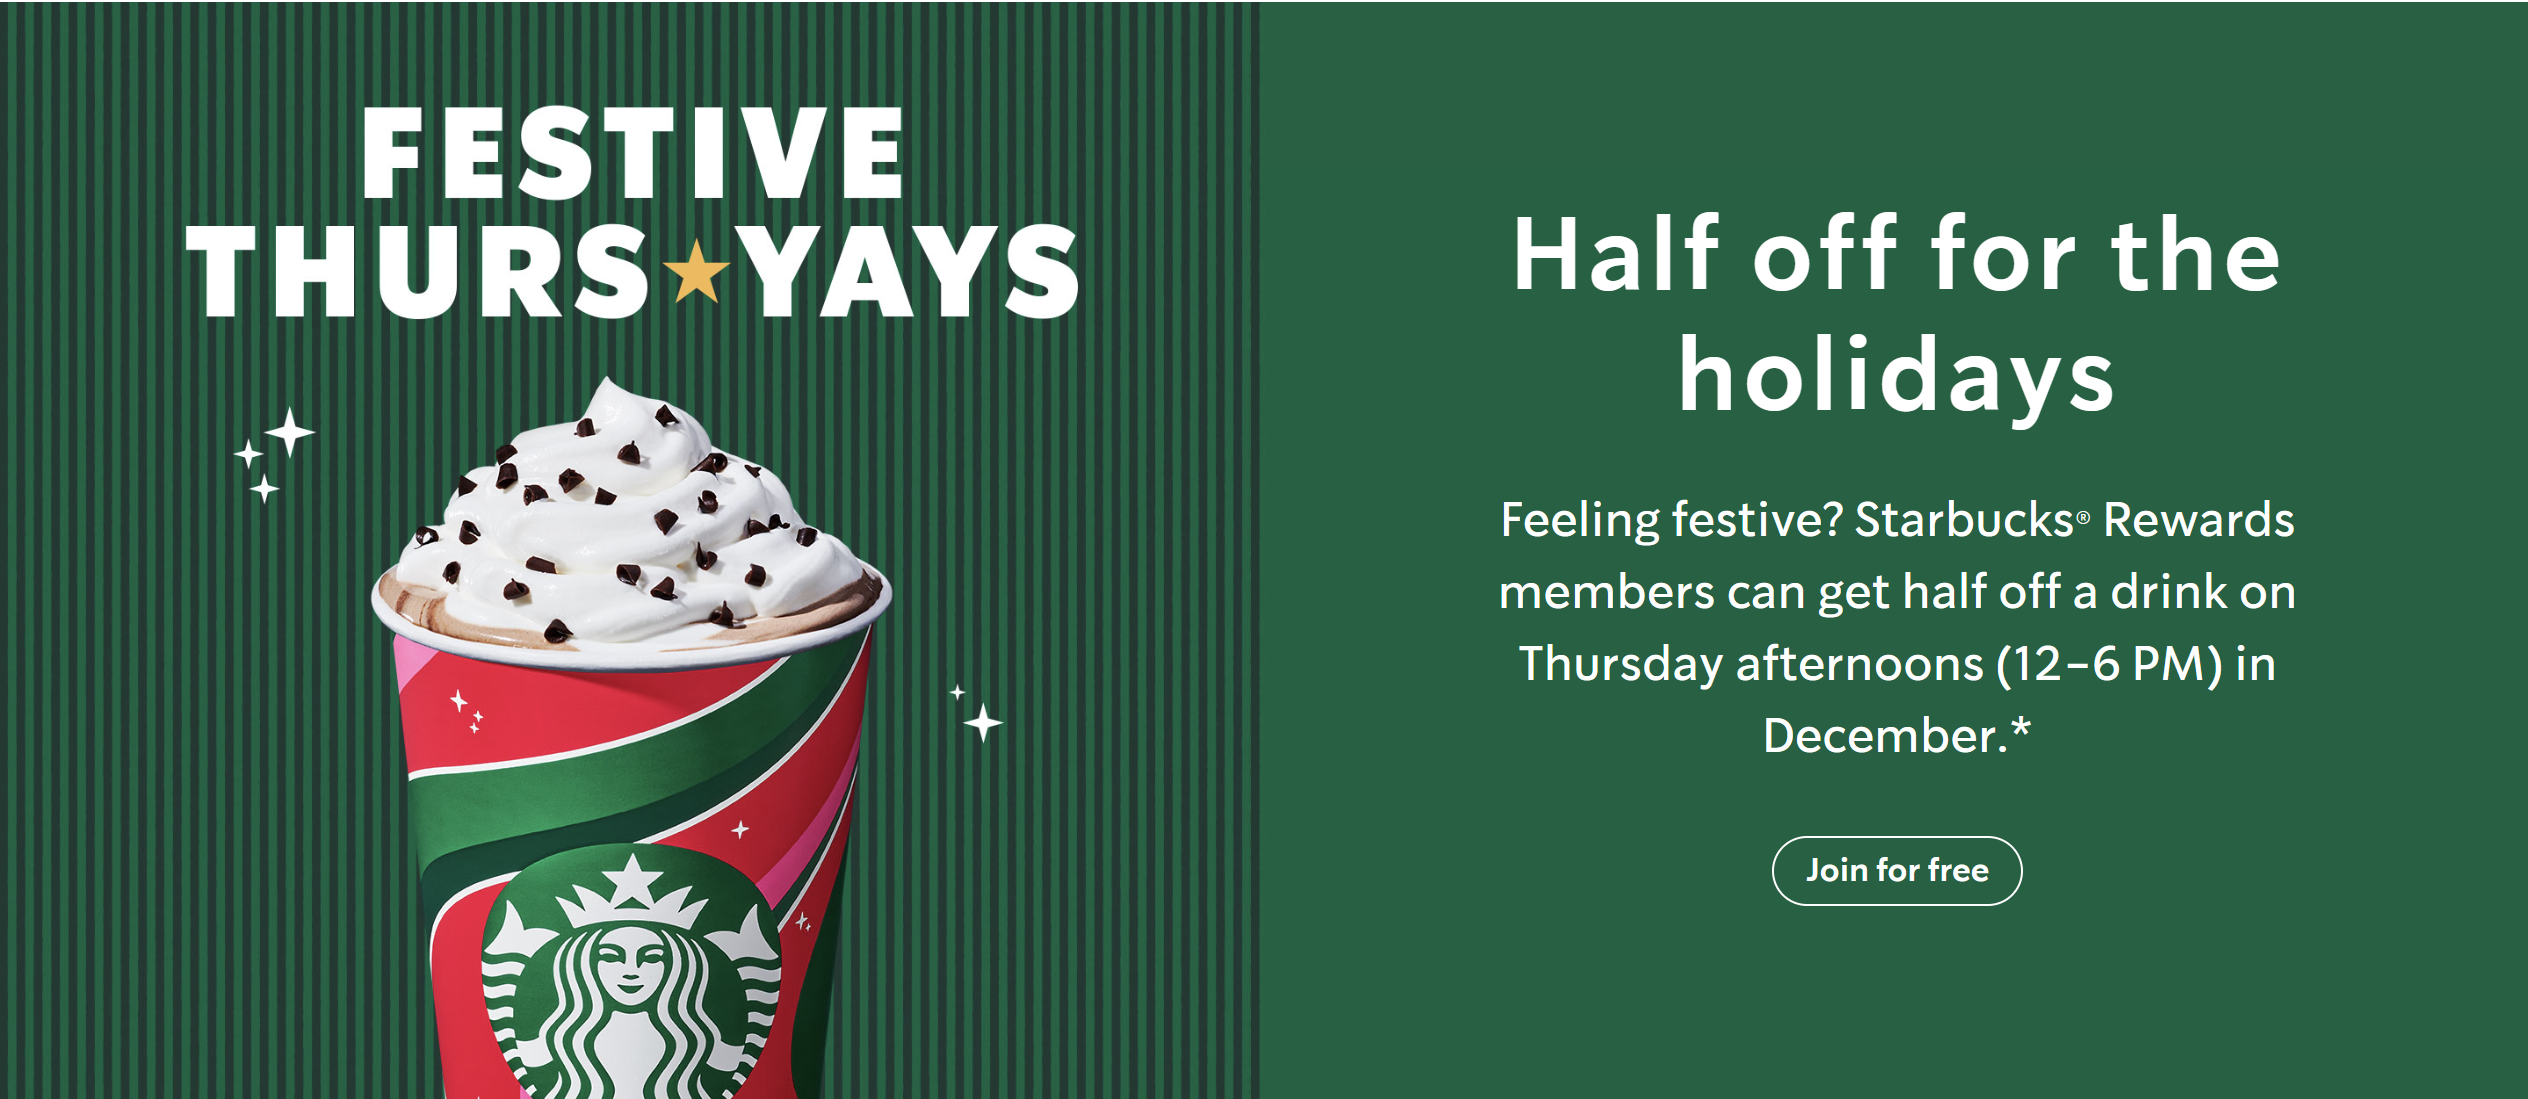 FESTIVE
THURS★YAYS
Half off for the
holidays
Feeling festive? Starbucks® Rewards
members can get half off a drink on
Thursday afternoons (12–6 PM) in
December.*
Join for free